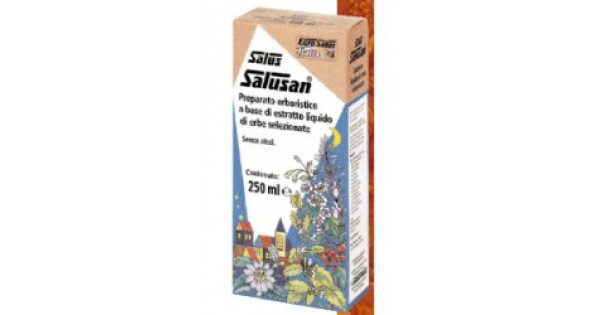 Salus
Salusan®
Preparato erboristico
a base di estratto liquido
di erbe selezionate
Senza alcol.
Contenuto:
250 ml e